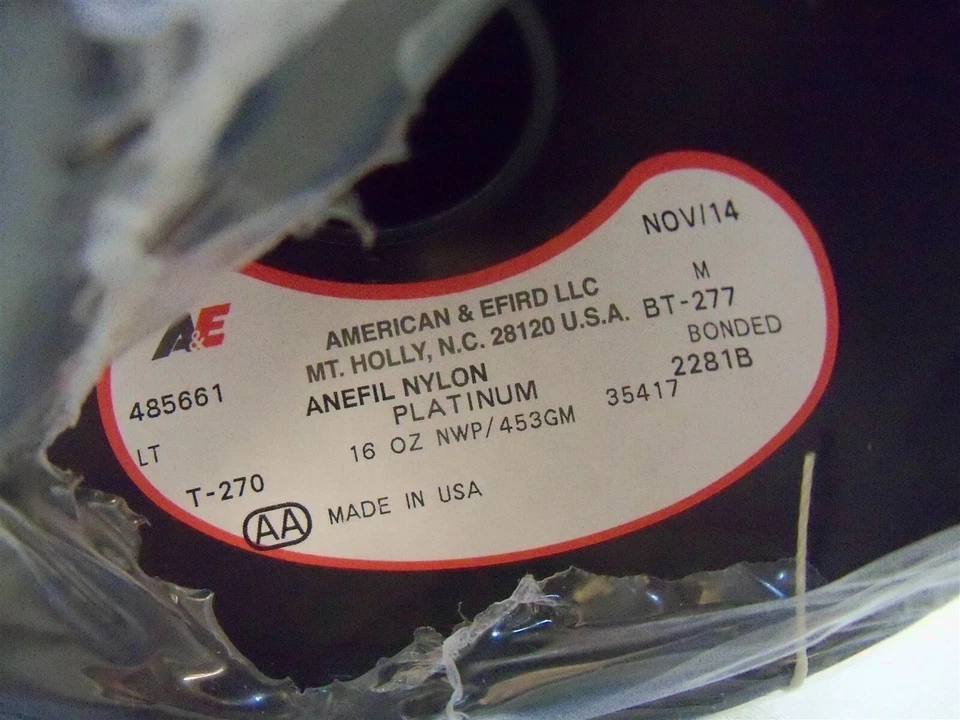 NOV/14
A&E
AMERICAN & EFIRD LLC
M
MT. HOLLY, N.C. 28120 U.S.A. BT-277
485661 ANEFIL NYLON BONDED
PLATINUM 2281B
LT 16 OZ NWP/453GM 35417
T-270
AA MADE IN USA